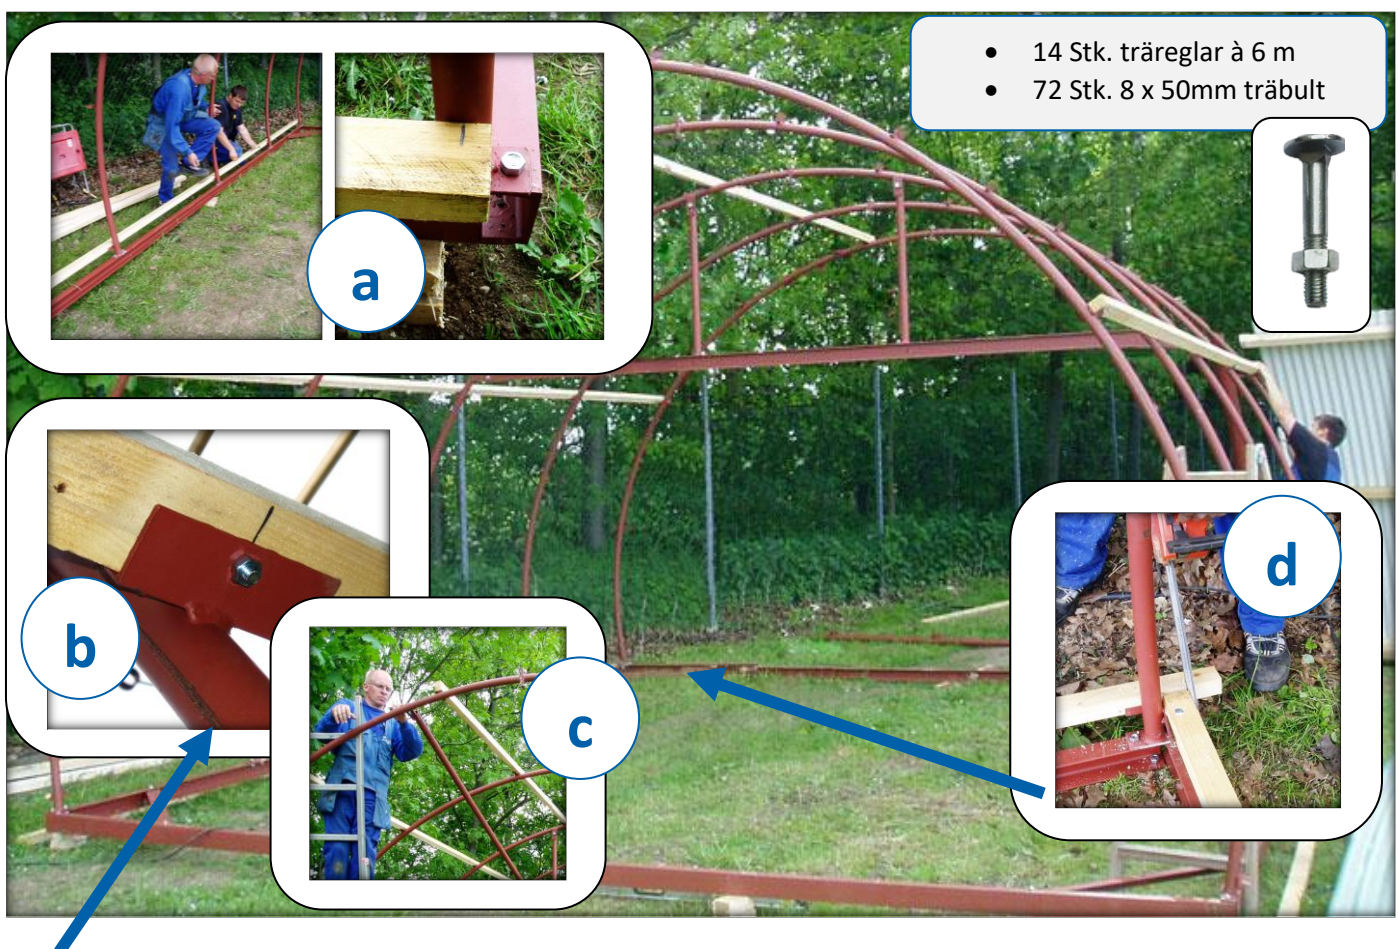 • 14 Stk. träreglar à 6 m
• 72 Stk. 8 x 50mm träbult
a
b
c
d